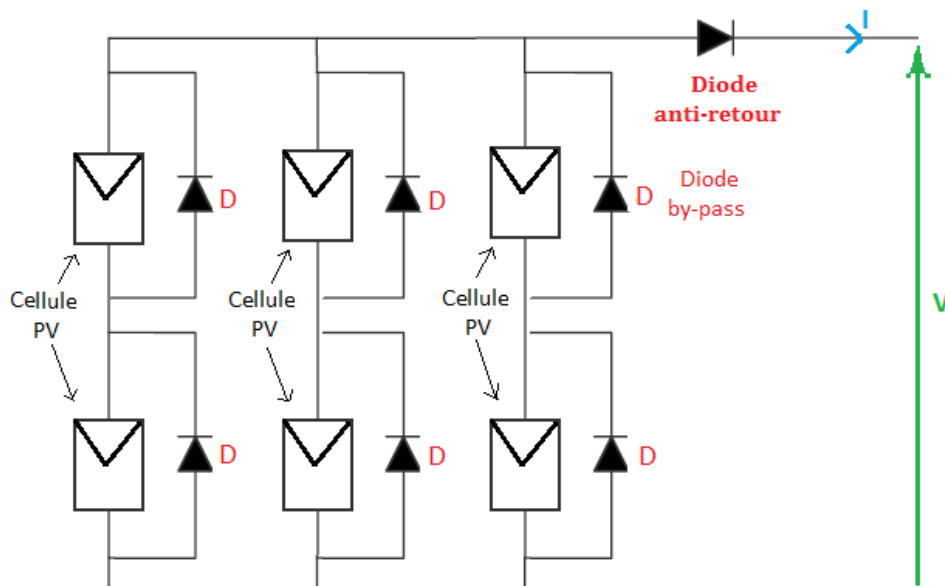 I
Diode
anti-retour
D
D
D
Diode
by-pass
Cellule
PV
Cellule
PV
Cellule
PV
V
D
D
D